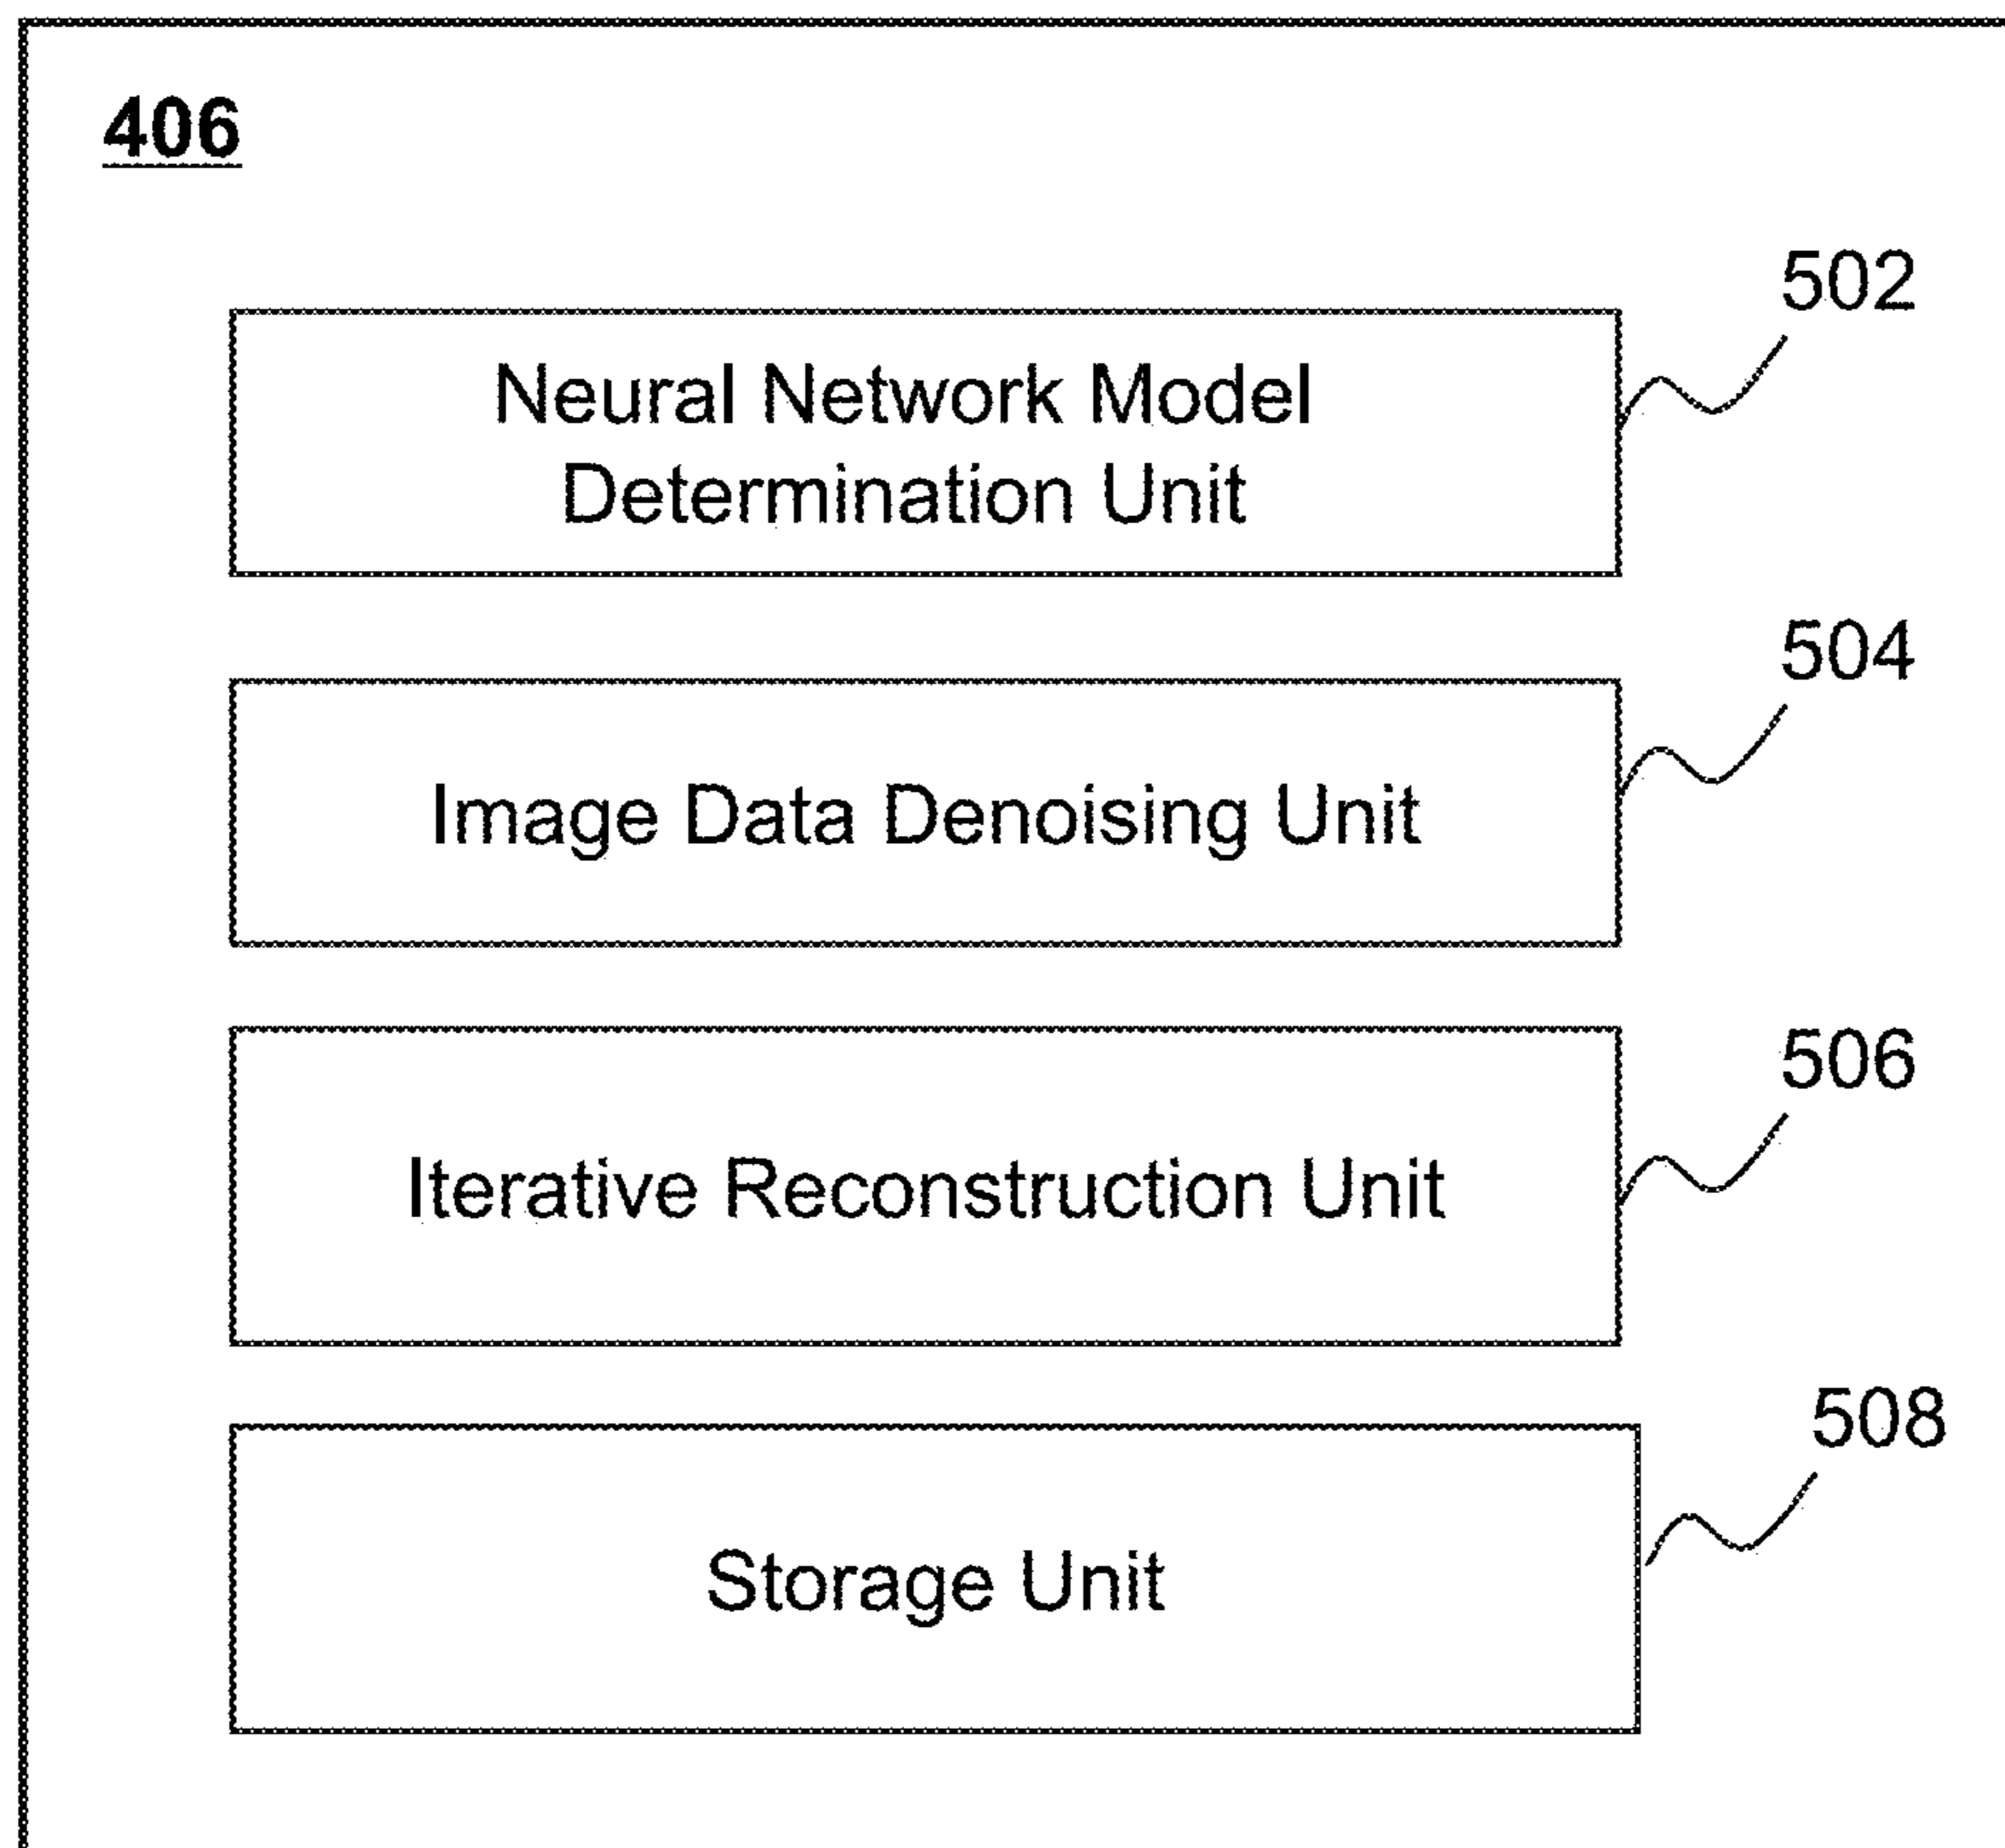 406
502
Neural Network Model
Determination Unit
504
Image Data Denoising Unit
506
Iterative Reconstruction Unit
508
Storage Unit